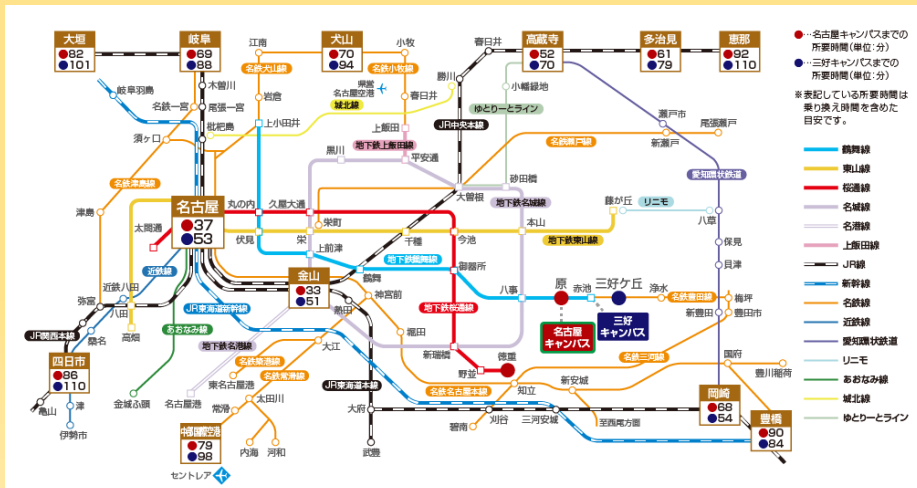 大垣
82
101
岐阜
69
88
犬山
70
94
高蔵寺
52
70
多治見
61
79
恵那
92
110
…名古屋キャンパスまでの
所要時間(単位:分)
…三好キャンパスまでの
所要時間(単位:分)
※表記している所要時間は
乗り換え時間を含めた
目安です。
江南
名鉄犬山線
小牧
名鉄小牧線
春日井
岐阜羽島
木曽川
名鉄一宮
尾張一宮
岩倉
県営
名古屋空港
城北線
春日井
勝川
小幡緑地
ゆとりーとライン
須ヶ口
枇杷島
上小田井
上飯田
地下鉄上飯田線
JR中央本線
瀬戸市
尾張瀬戸
新瀬戸
名鉄瀬戸線
黒川
平安通
愛知環状鉄道
名鉄津島線
大曽根
砂田橋
地下鉄名城線
津島
名古屋
37
53
太閤通
丸の内
久屋大通
栄町
藤が丘
リニモ
八草
伏見
栄
千種
今池
本山
地下鉄東山線
上前津
地下鉄鶴舞線
鶴舞
御器所
保見
貝津
近鉄線
近鉄八田
金山
33
51
八事
原
赤池
三好ケ丘
浄水
名鉄豊田線
梅坪
豊田市
新豊田
弥富
八田
高畑
JR関西本線
桑名
JR東海道新幹線
熱田
神宮前
地下鉄桜通線
名古屋
キャンパス
三好
キャンパス
あおなみ線
地下鉄名港線
堀田
新瑞橋
徳重
野並
名鉄三河線
国府
豊川稲荷
四日市
86
110
大江
名鉄築港線
東名古屋港
名鉄常滑線
JR東海道本線
名鉄名古屋本線
知立
新安城
岡崎
68
54
亀山
津
伊勢市
金城ふ頭
名古屋港
常滑
太田川
大府
碧南
刈谷
三河安城
至西尾方面
豊橋
90
84
中部国際空港
79
98
内海
河和
武豊
セントレア
鶴舞線
東山線
桜通線
名城線
名港線
上飯田線
JR線
新幹線
名鉄線
近鉄線
愛知環状鉄道
リニモ
あおなみ線
城北線
ゆとりーとライン